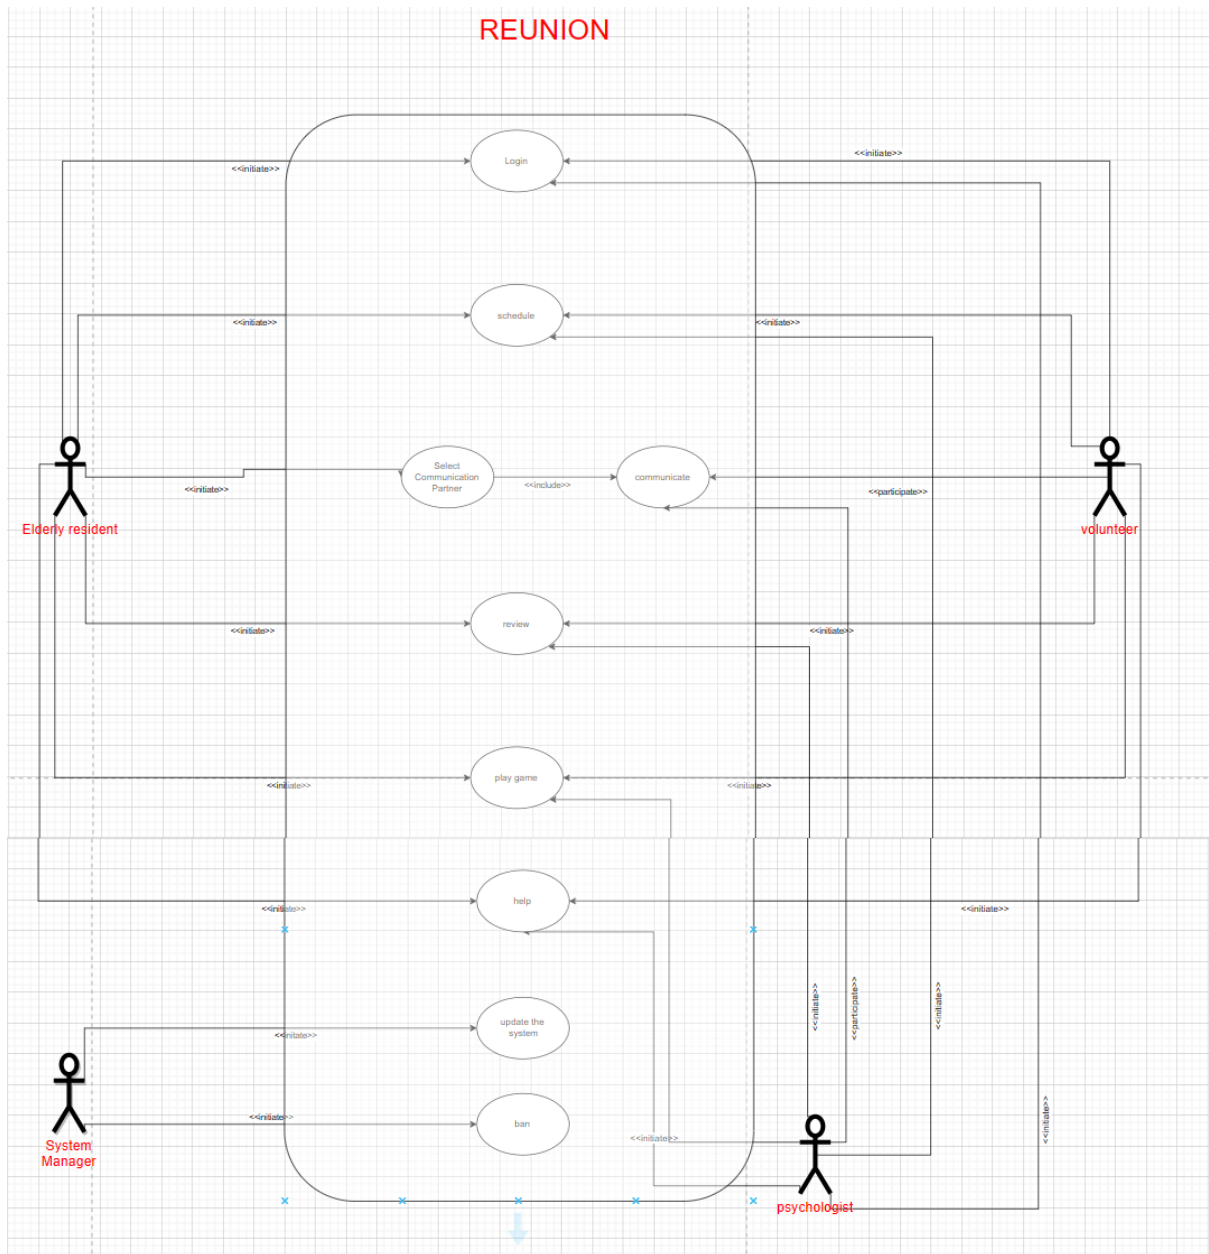 REUNION
Login
<<initiate>>
<<initiate>>
schedule
<<initiate>>
<<initiate>>
Select
Communication
Partner
communicate
<<initiate>>
<<include>>
<<participate>>
Elderly resident
volunteer
review
<<initiate>>
<<initiate>>
play game
<<initiate>>
<<initiate>>
help
<<initiate>>
<<initiate>>
<<initiate>>
<<participate>>
<<initiate>>
update the
system
<<initate>>
<<initiate>>
ban
<<initiate>>
<<initiate>>
System
Manager
psychologist